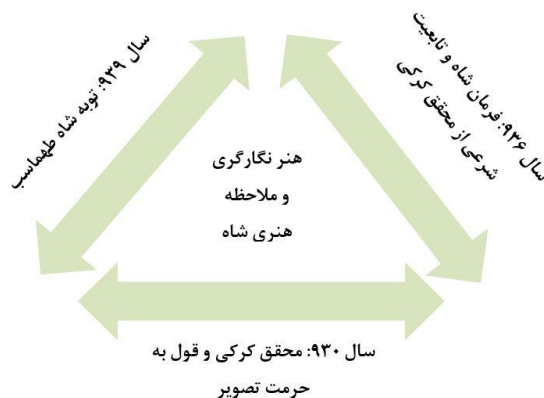 سال ۹۳۹: توبه شاه طهماسب
سال ۹۳۶: فرمان شاه و تابعیت
شرعی از محقق کرکی
هنر نگارگری
و ملاحظه
هنری شاه
سال ۹۳۰: محقق کرکی و قول به
حرمت تصویر